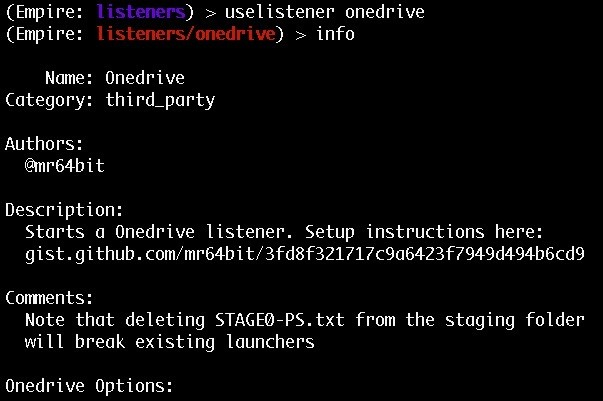 (Empire: listeners) > uselistener onedrive
(Empire: listeners/onedrive) > info
Name: Onedrive
Category: third_party
Authors:
@mr64bit
Description:
Starts a Onedrive listener. Setup instructions here:
gist.github.com/mr64bit/3fd8f321717c9a6423f7949d494b6cd9
Comments:
Note that deleting STAGE0-PS.txt from the staging folder
will break existing launchers
Onedrive Options: